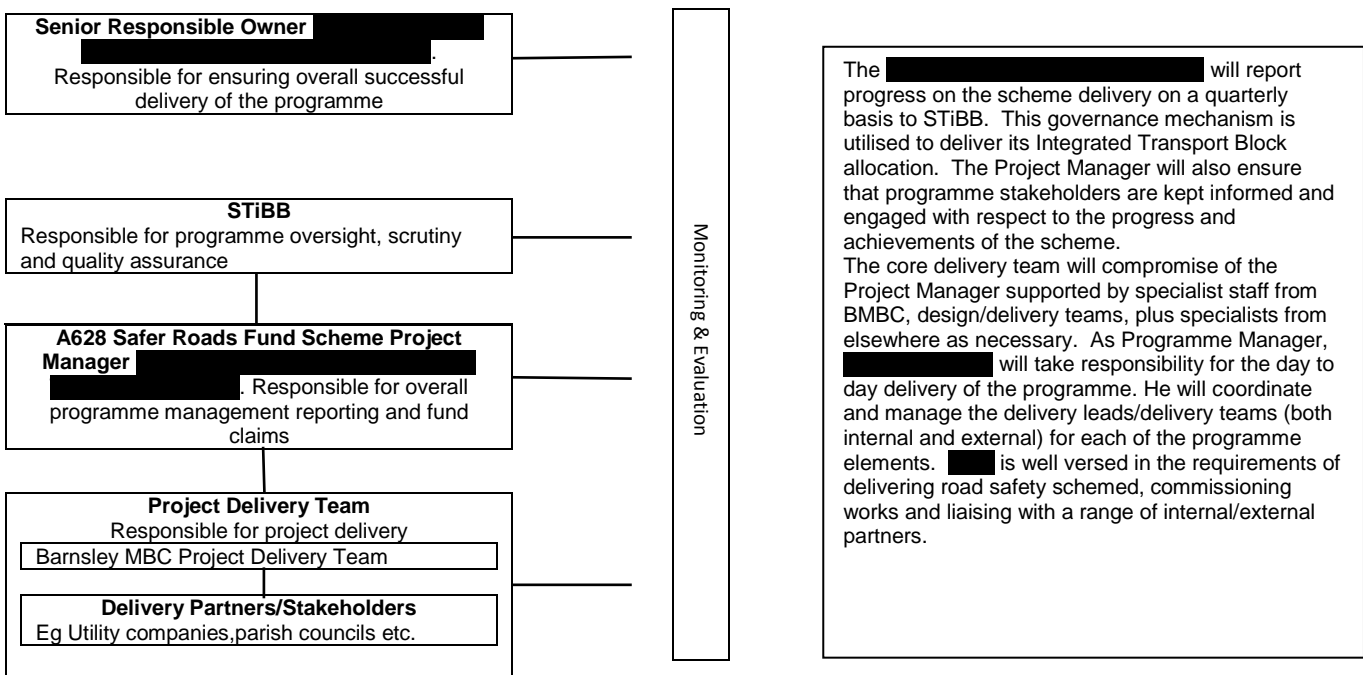 Senior Responsible Owner
.
Responsible for ensuring overall successful
delivery of the programme
STiBB
Responsible for programme oversight, scrutiny
and quality assurance
A628 Safer Roads Fund Scheme Project
Manager
. Responsible for overall
programme management reporting and fund
claims
Project Delivery Team
Responsible for project delivery
Barnsley MBC Project Delivery Team
Delivery Partners/Stakeholders
Eg Utility companies,parish councils etc.
Monitoring & Evaluation
The will report
progress on the scheme delivery on a quarterly
basis to STiBB. This governance mechanism is
utilised to deliver its Integrated Transport Block
allocation. The Project Manager will also ensure
that programme stakeholders are kept informed and
engaged with respect to the progress and
achievements of the scheme.
The core delivery team will compromise of the
Project Manager supported by specialist staff from
BMBC, design/delivery teams, plus specialists from
elsewhere as necessary. As Programme Manager,
will take responsibility for the day to
day delivery of the programme. He will coordinate
and manage the delivery leads/delivery teams (both
internal and external) for each of the programme
elements. is well versed in the requirements of
delivering road safety schemed, commissioning
works and liaising with a range of internal/external
partners.